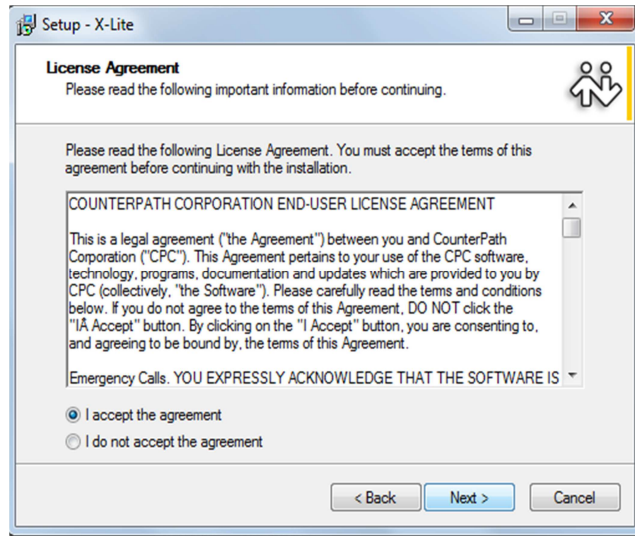 Setup - X-Lite
License Agreement
Please read the following important information before continuing.
Please read the following License Agreement. You must accept the terms of this
agreement before continuing with the installation.
COUNTERPATH CORPORATION END-USER LICENSE AGREEMENT
This is a legal agreement ("the Agreement") between you and CounterPath
Corporation ("CPC"). This Agreement pertains to your use of the CPC software,
technology, programs, documentation and updates which are provided to you by
CPC (collectively, "the Software"). Please carefully read the terms and conditions
below. If you do not agree to the terms of this Agreement, DO NOT click the
"IÂ Accept" button. By clicking on the "I Accept" button, you are consenting to,
and agreeing to be bound by, the terms of this Agreement.
Emergency Calls. YOU EXPRESSLY ACKNOWLEDGE THAT THE SOFTWARE IS
I accept the agreement
I do not accept the agreement
< Back
Next >
Cancel